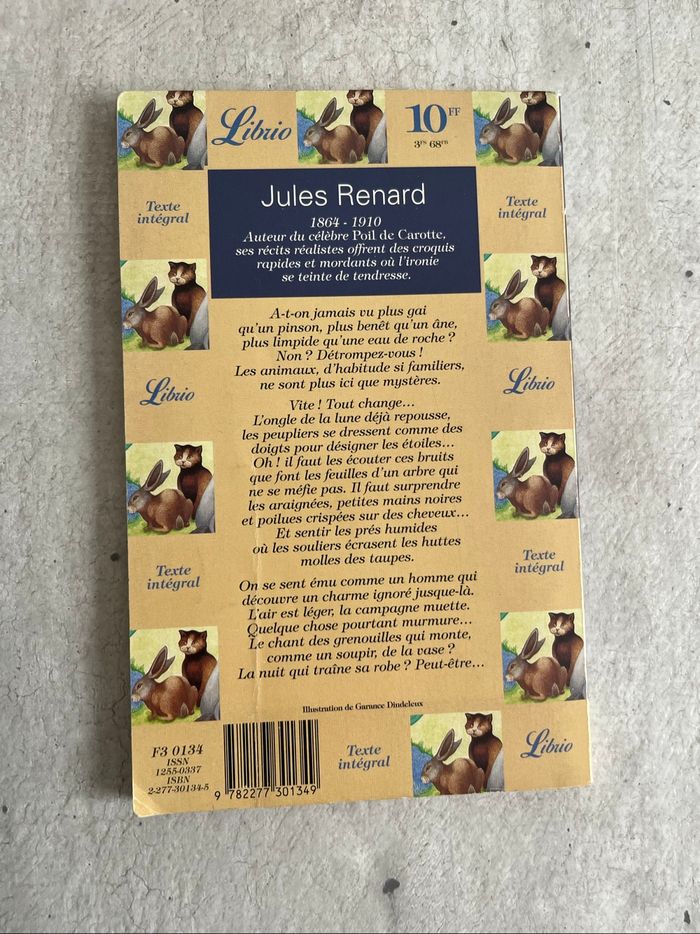 Librio
10 FF
3 Frs 68 cts
Texte
intégral
Texte
intégral
Jules Renard
1864 - 1910
Auteur du célèbre Poil de Carotte,
ses récits réalistes offrent des croquis
rapides et mordants où l'ironie
se teinte de tendresse.
A-t-on jamais vu plus gai
qu'un pinson, plus benêt qu'un âne,
plus limpide qu'une eau de roche ?
Non ? Détrompez-vous !
Les animaux, d'habitude si familiers,
ne sont plus ici que mystères.
Librio
Librio
Vite ! Tout change…
L'ongle de la lune déjà repousse,
les peupliers se dressent comme des
doigts pour désigner les étoiles…
Oh ! il faut les écouter ces bruits
que font les feuilles d'un arbre qui
ne se méfie pas. Il faut surprendre
les araignées, petites mains noires
et poilues crispées sur des cheveux…
Et sentir les prés humides
où les souliers écrasent les huttes
molles des taupes.
Texte
intégral
Texte
intégral
On se sent ému comme un homme qui
découvre un charme ignoré jusque-là.
L'air est léger, la campagne muette.
Quelque chose pourtant murmure…
Le chant des grenouilles qui monte,
comme un soupir, de la vase ?
La nuit qui traîne sa robe ? Peut-être…
Illustration de Garance Dindeleux
F3 0134
ISSN
1255-0337
ISBN
2-277-30134-5
9 782277 301349
Texte
intégral
Librio